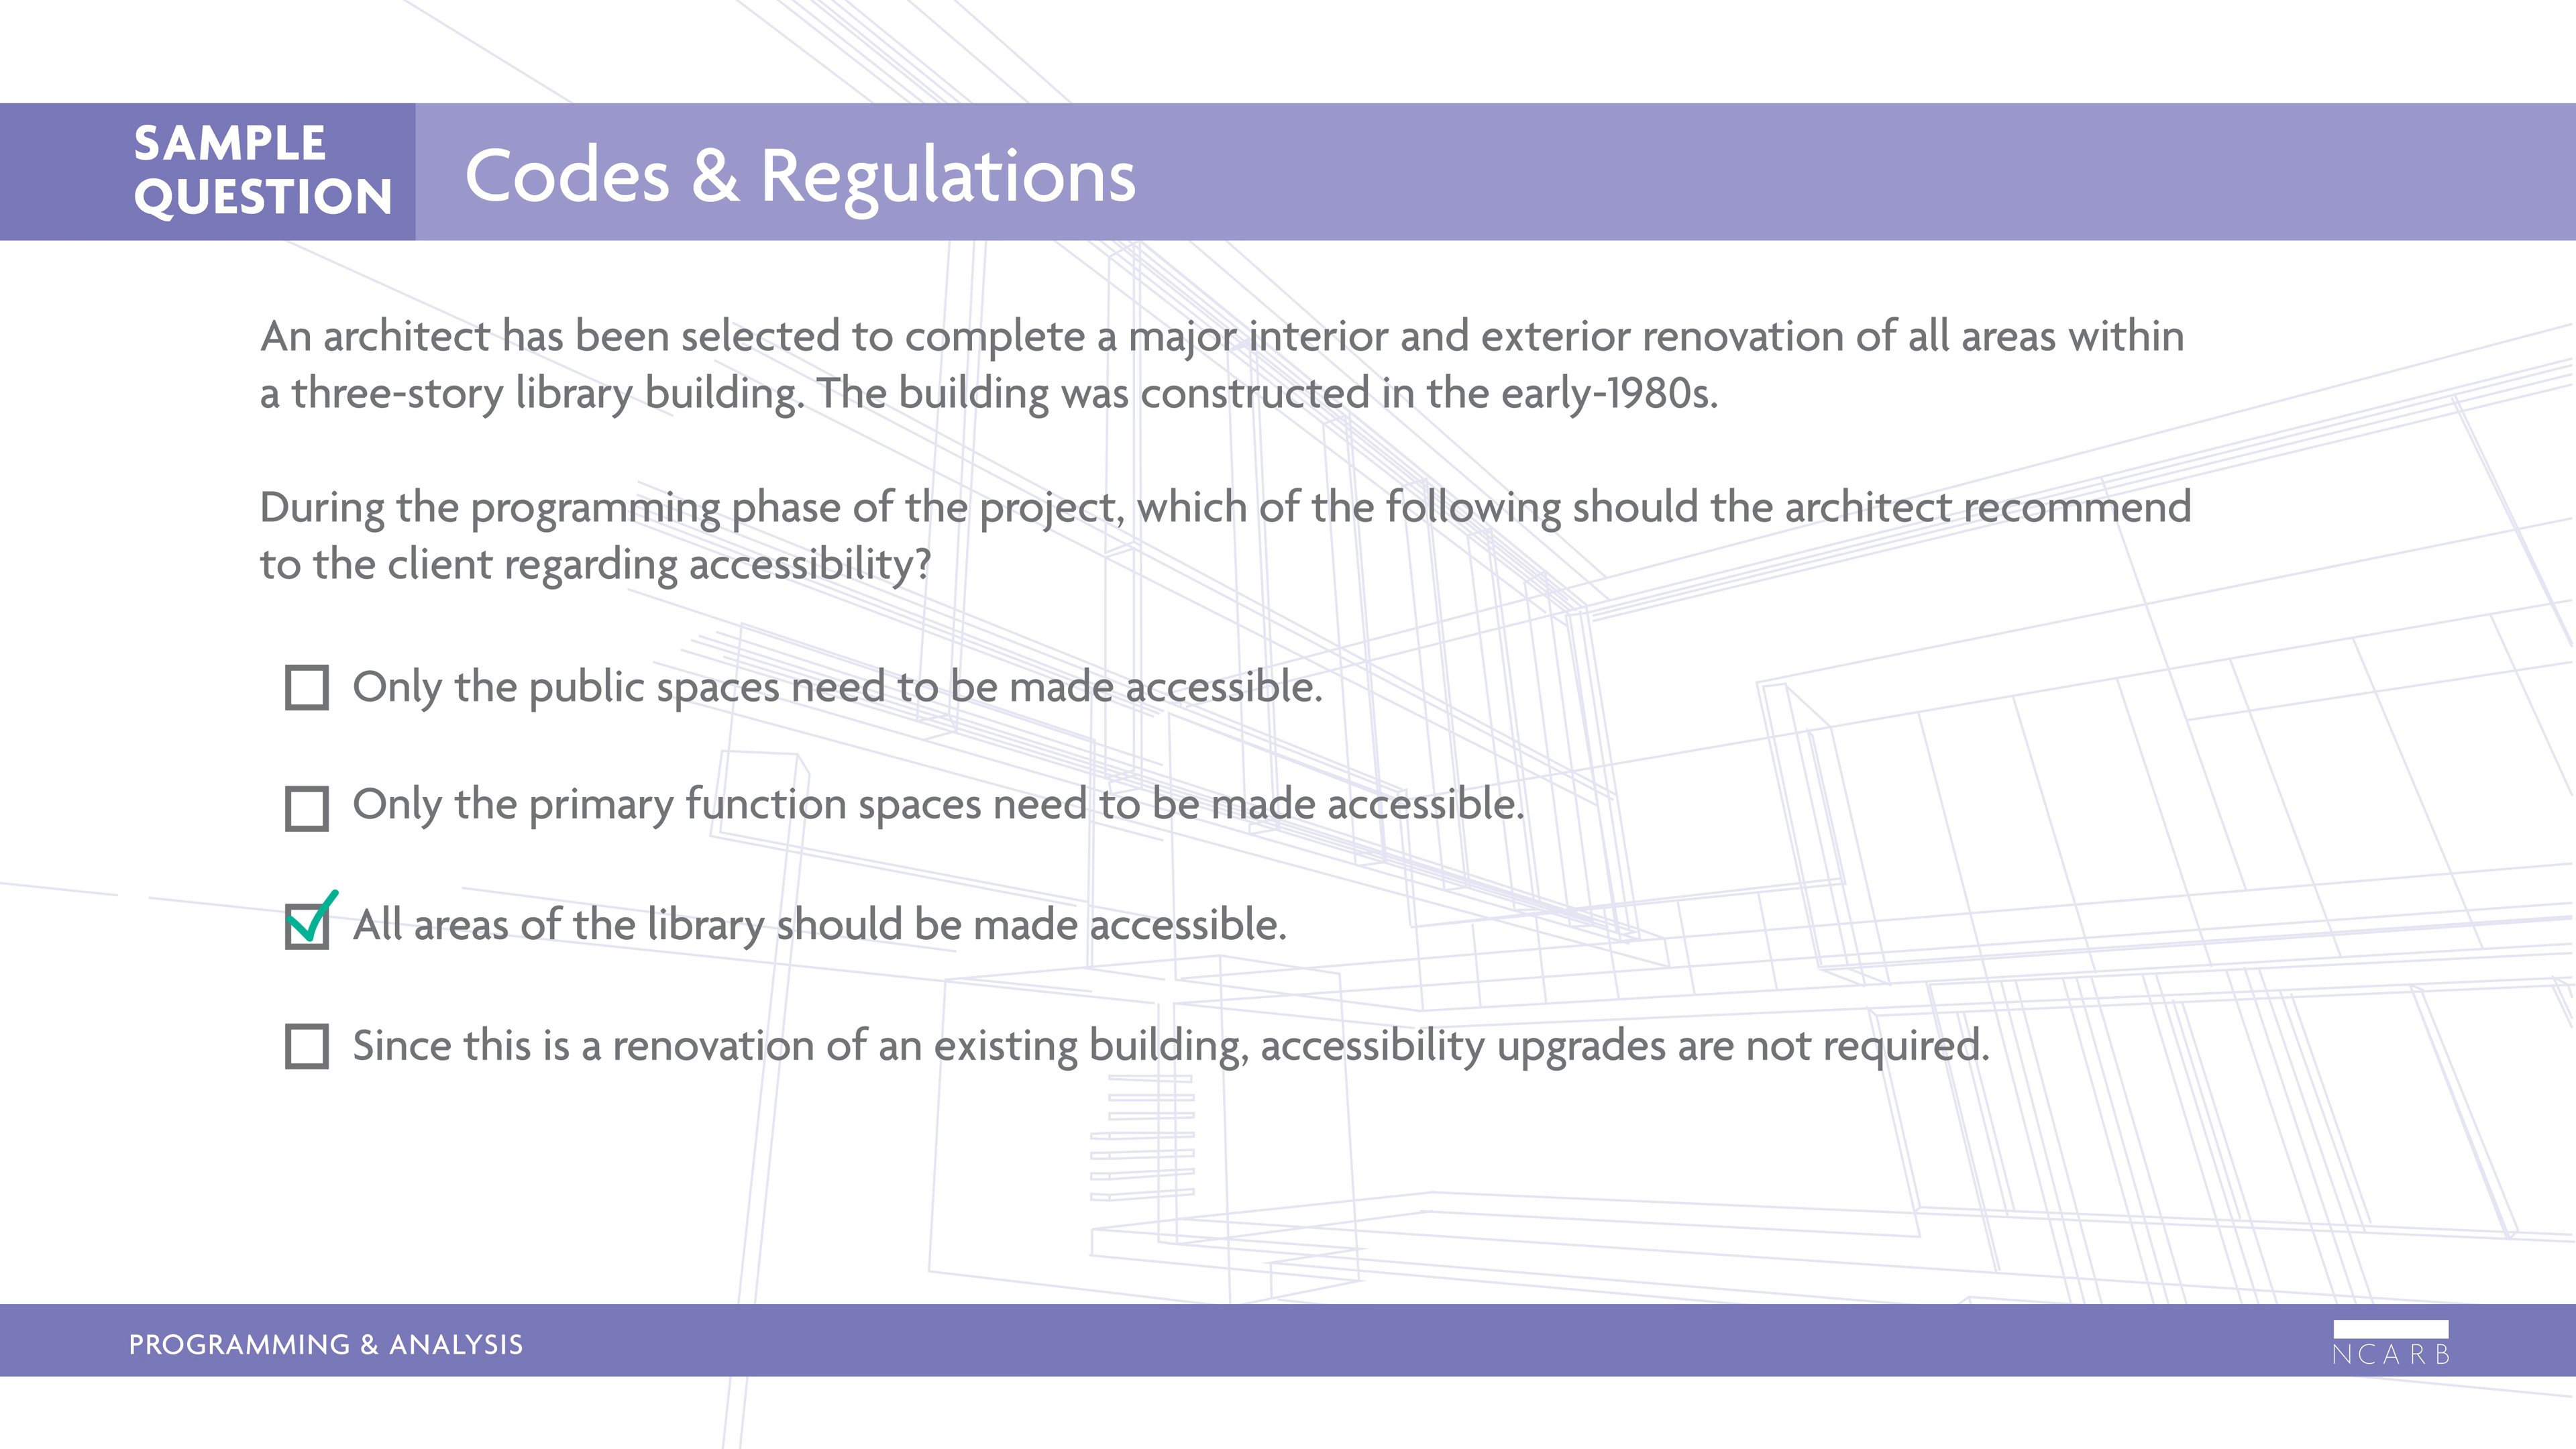 SAMPLE
QUESTION
Codes & Regulations
An architect has been selected to complete a major interior and exterior renovation of all areas within
a three-story library building. The building was constructed in the early-1980s.
During the programming phase of the project, which of the following should the architect recommend
to the client regarding accessibility?
Only the public spaces need to be made accessible.
Only the primary function spaces need to be made accessible.
All areas of the library should be made accessible.
Since this is a renovation of an existing building, accessibility upgrades are not required.
PROGRAMMING & ANALYSIS
NCARB